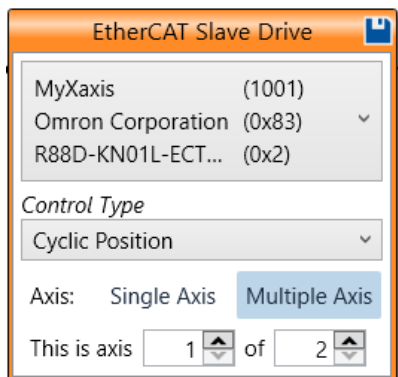 EtherCAT Slave Drive
MyXaxis (1001)
Omron Corporation (0x83)
R88D-KN01L-ECT... (0x2)
Control Type
Cyclic Position
Axis: Single Axis Multiple Axis
This is axis 1 of 2